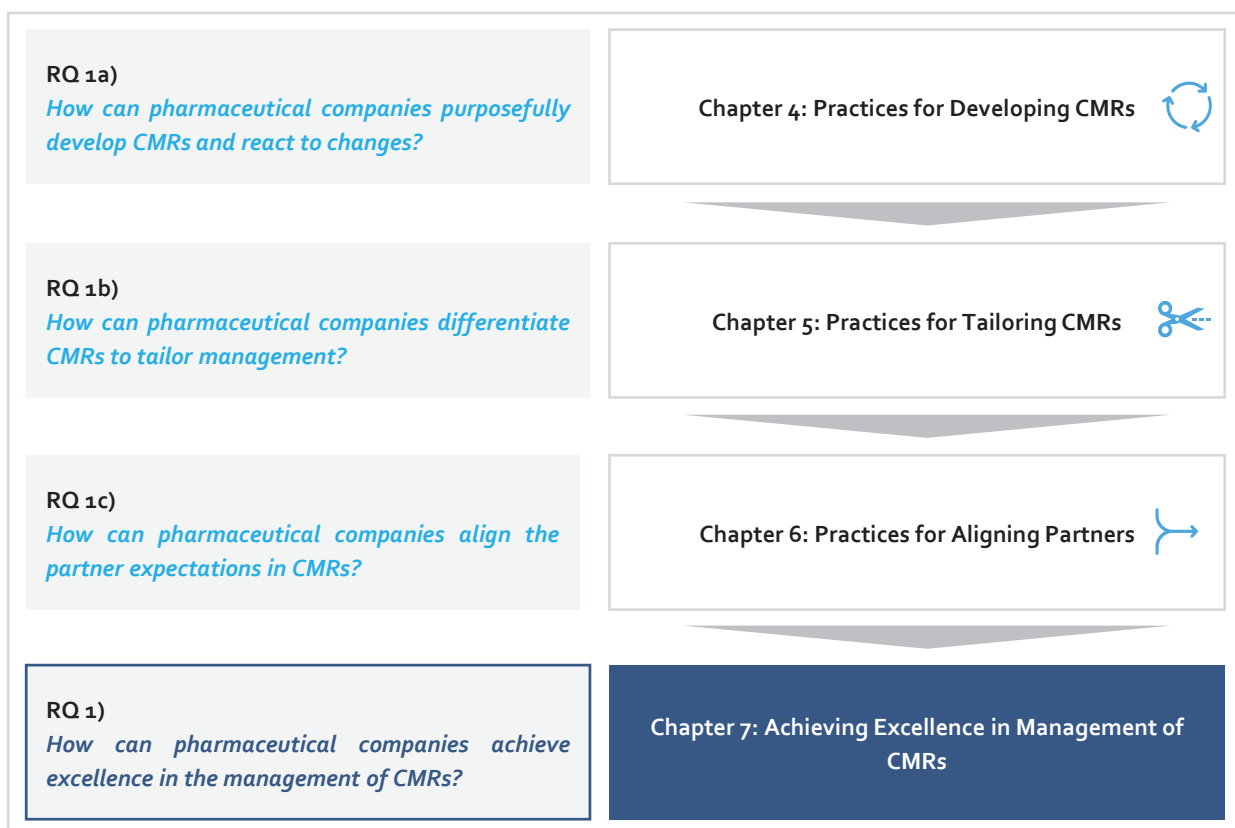 RQ 1a)
How can pharmaceutical companies purposefully
develop CMRs and react to changes?
Chapter 4: Practices for Developing CMRs
RQ 1b)
How can pharmaceutical companies differentiate
CMRs to tailor management?
Chapter 5: Practices for Tailoring CMRs
RQ 1c)
How can pharmaceutical companies align the
partner expectations in CMRs?
Chapter 6: Practices for Aligning Partners
RQ 1)
How can pharmaceutical companies achieve
excellence in the management of CMRs?
Chapter 7: Achieving Excellence in Management of
CMRs